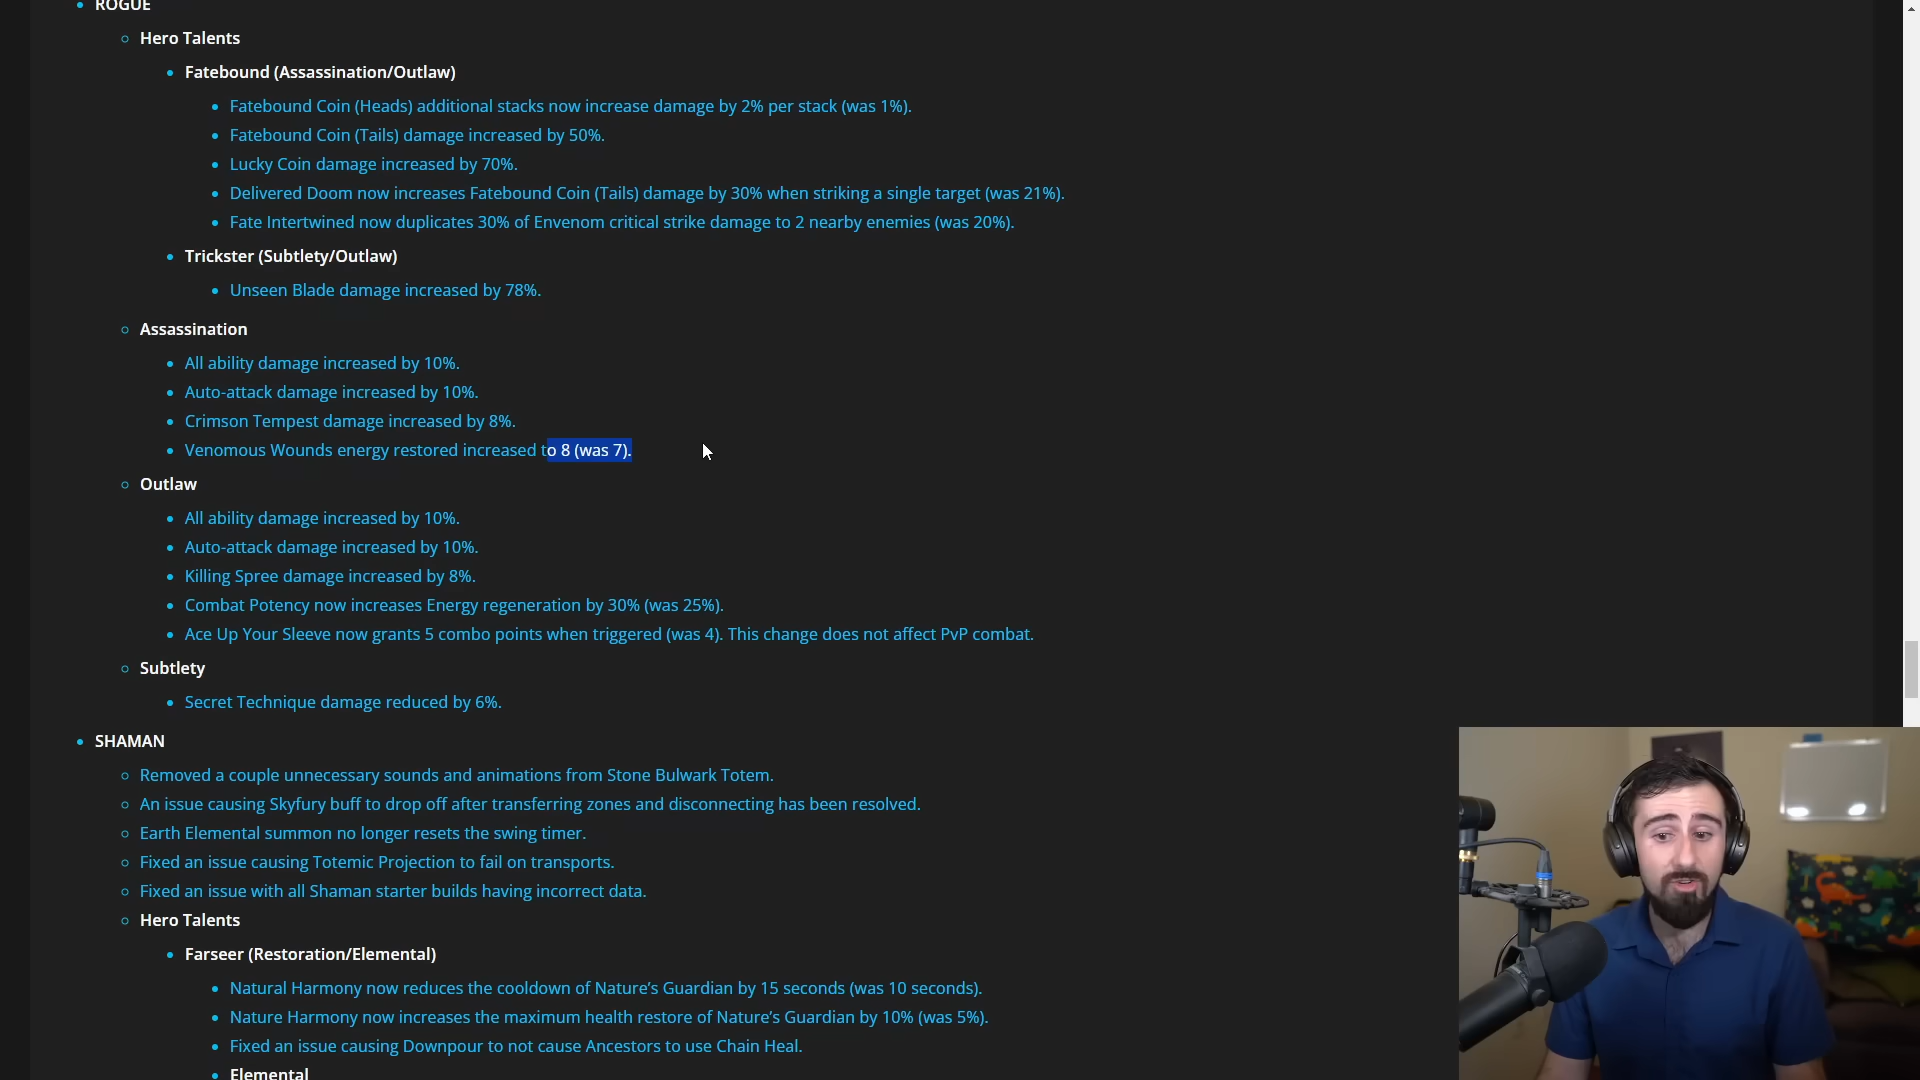 ROGUE
Hero Talents
Fatebound (Assassination/Outlaw)
Fatebound Coin (Heads) additional stacks now increase damage by 2% per stack (was 1%).
Fatebound Coin (Tails) damage increased by 50%.
Lucky Coin damage increased by 70%.
Delivered Doom now increases Fatebound Coin (Tails) damage by 30% when striking a single target (was 21%).
Fate Intertwined now duplicates 30% of Envenom critical strike damage to 2 nearby enemies (was 20%).
Trickster (Subtlety/Outlaw)
Unseen Blade damage increased by 78%.
Assassination
All ability damage increased by 10%.
Auto-attack damage increased by 10%.
Crimson Tempest damage increased by 8%.
Venomous Wounds energy restored increased to 8 (was 7).
Outlaw
All ability damage increased by 10%.
Auto-attack damage increased by 10%.
Killing Spree damage increased by 8%.
Combat Potency now increases Energy regeneration by 30% (was 25%).
Ace Up Your Sleeve now grants 5 combo points when triggered (was 4). This change does not affect PvP combat.
Subtlety
Secret Technique damage reduced by 6%.
SHAMAN
Removed a couple unnecessary sounds and animations from Stone Bulwark Totem.
An issue causing Skyfury buff to drop off after transferring zones and disconnecting has been resolved.
Earth Elemental summon no longer resets the swing timer.
Fixed an issue causing Totemic Projection to fail on transports.
Fixed an issue with all Shaman starter builds having incorrect data.
Hero Talents
Farseer (Restoration/Elemental)
Natural Harmony now reduces the cooldown of Nature's Guardian by 15 seconds (was 10 seconds).
Nature Harmony now increases the maximum health restore of Nature's Guardian by 10% (was 5%).
Fixed an issue causing Downpour to not cause Ancestors to use Chain Heal.
Elemental